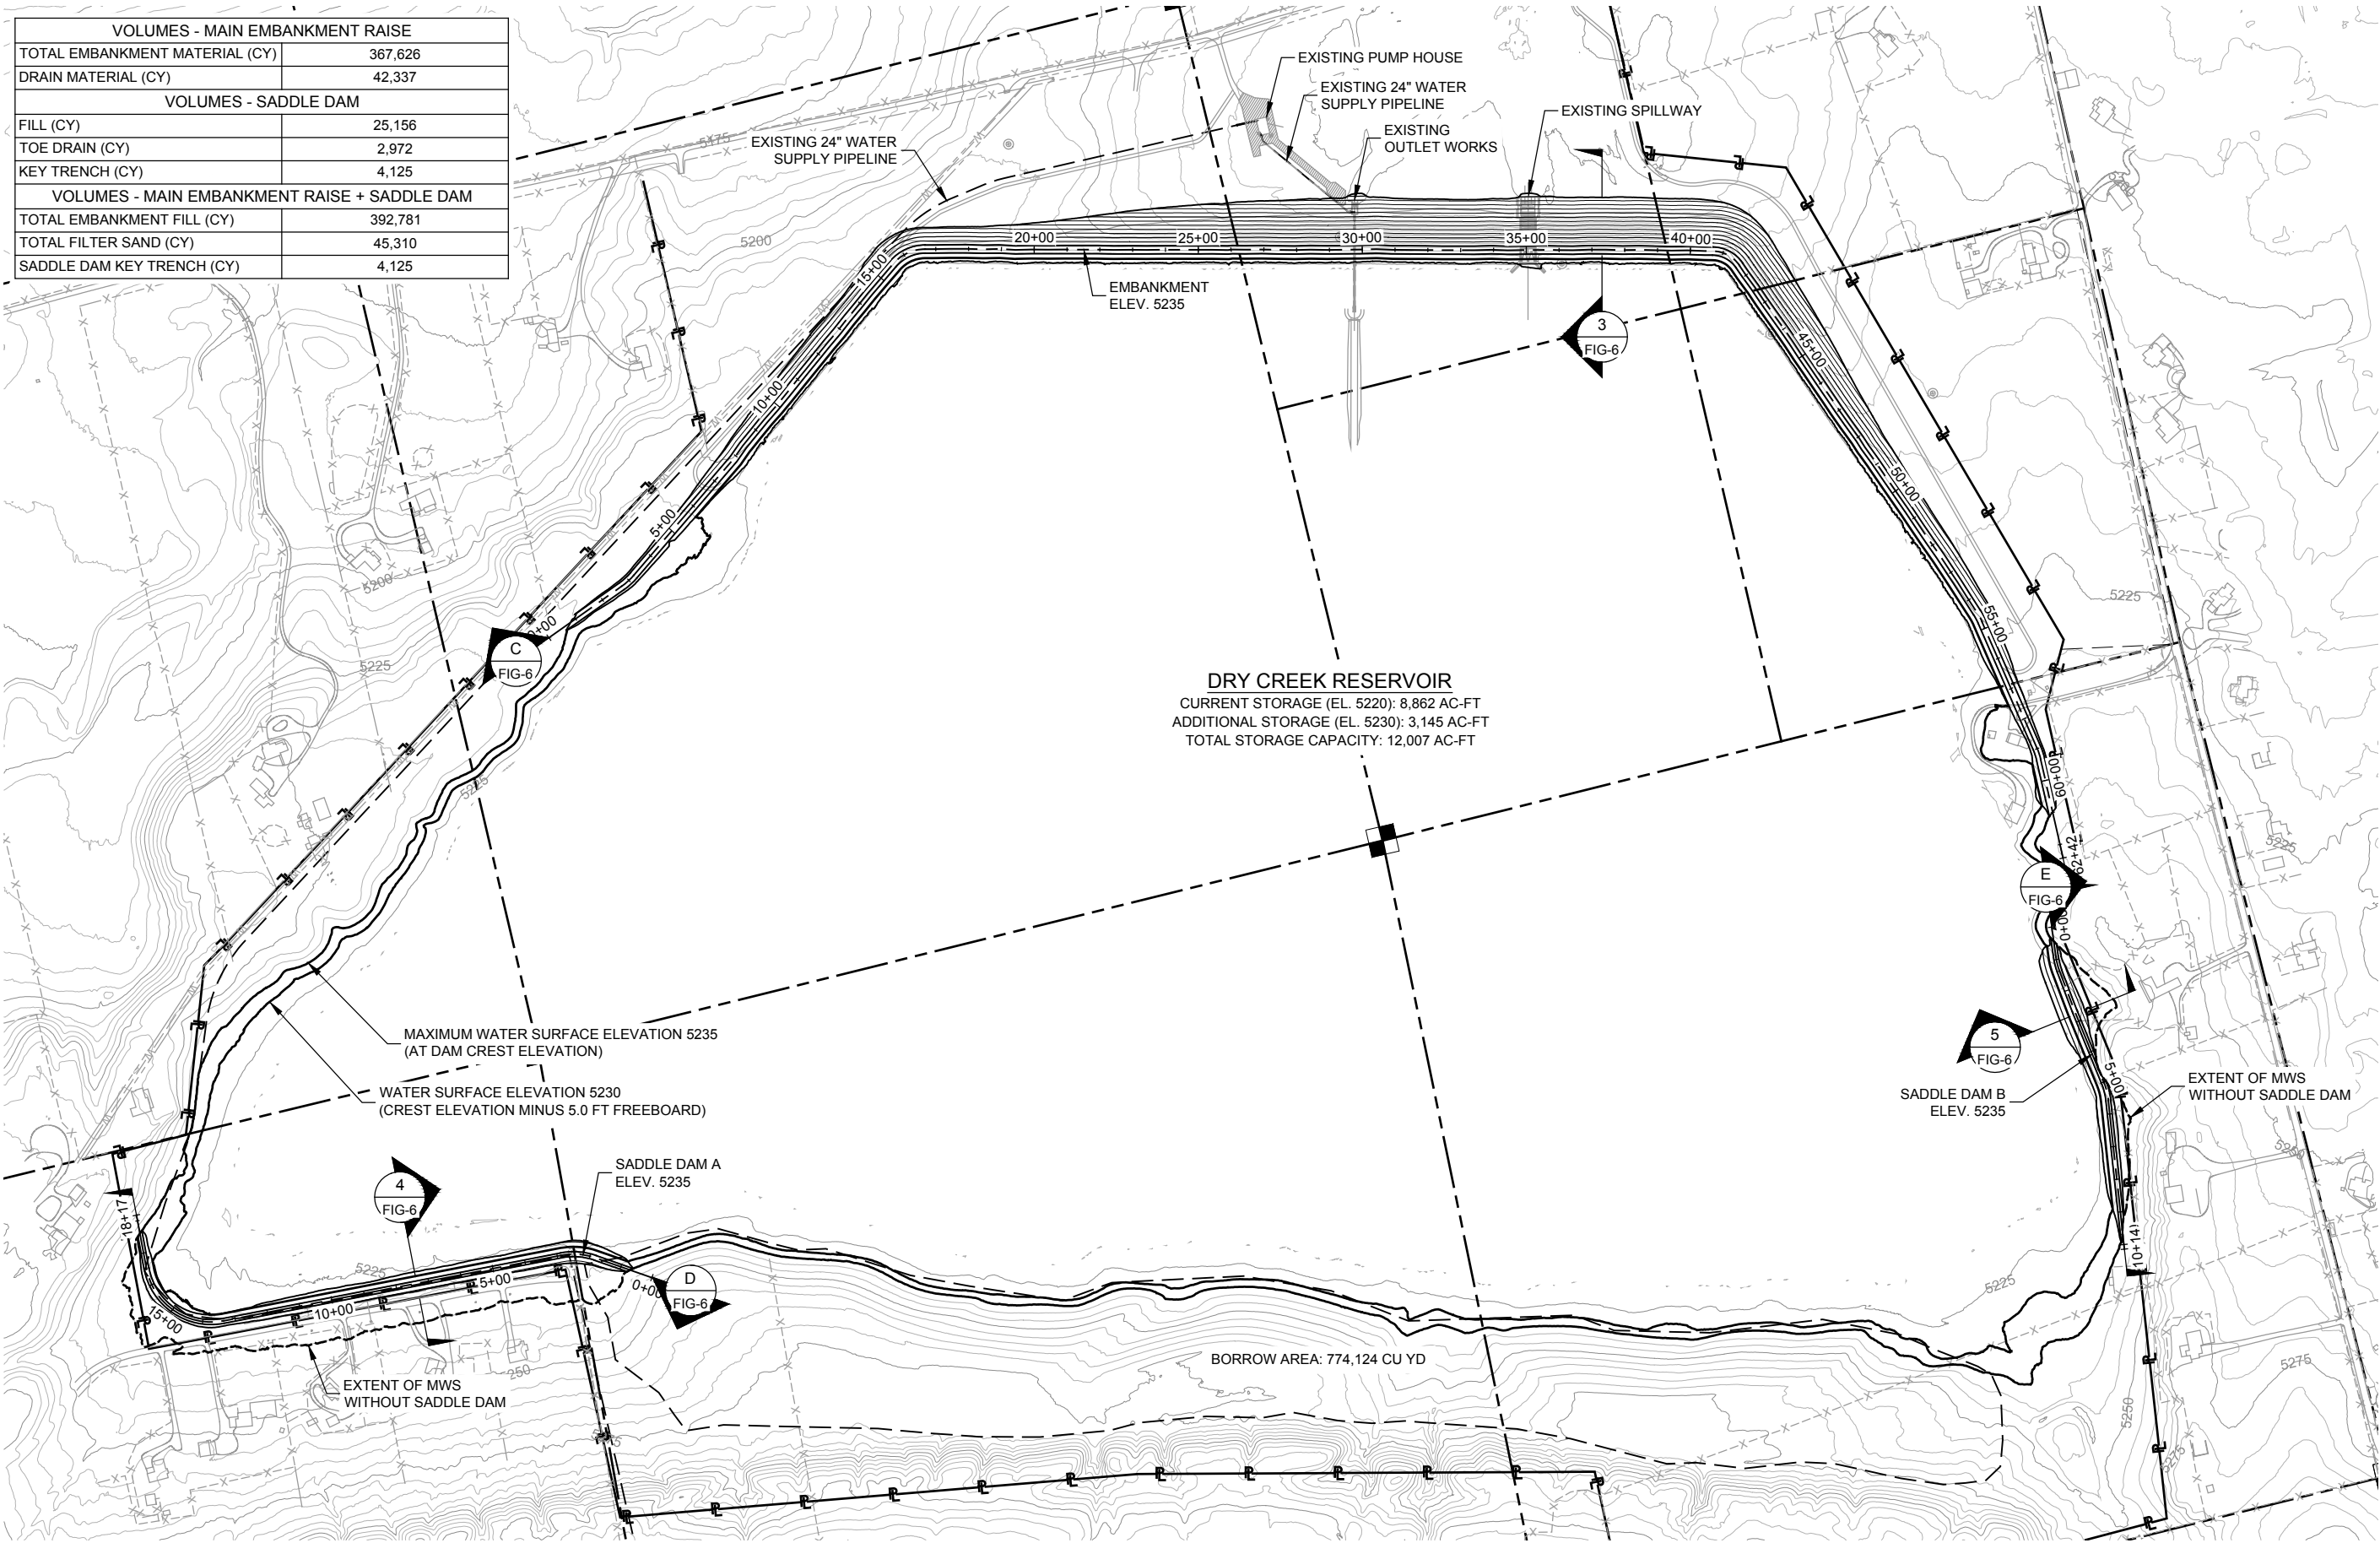 VOLUMES - MAIN EMBANKMENT RAISE
TOTAL EMBANKMENT MATERIAL (CY) 367,626
DRAIN MATERIAL (CY) 42,337
VOLUMES - SADDLE DAM
FILL (CY) 25,156
TOE DRAIN (CY) 2,972
KEY TRENCH (CY) 4,125
VOLUMES - MAIN EMBANKMENT RAISE + SADDLE DAM
TOTAL EMBANKMENT FILL (CY) 392,781
TOTAL FILTER SAND (CY) 45,310
SADDLE DAM KEY TRENCH (CY) 4,125
EXISTING PUMP HOUSE
EXISTING 24" WATER
SUPPLY PIPELINE
EXISTING SPILLWAY
EXISTING
OUTLET WORKS
EXISTING 24" WATER
SUPPLY PIPELINE
5175
5200
20+00
25+00
30+00
35+00
40+00
15+00
EMBANKMENT
ELEV. 5235
3
FIG-6
45+00
10+00
50+00
5+00
5200
5225
55+00
0+00
C
FIG-6
5225
DRY CREEK RESERVOIR
CURRENT STORAGE (EL. 5220): 8,862 AC-FT
ADDITIONAL STORAGE (EL. 5230): 3,145 AC-FT
TOTAL STORAGE CAPACITY: 12,007 AC-FT
5225
60+00
62+42
5225
E
FIG-6
0+00
MAXIMUM WATER SURFACE ELEVATION 5235
(AT DAM CREST ELEVATION)
5
FIG-6
WATER SURFACE ELEVATION 5230
(CREST ELEVATION MINUS 5.0 FT FREEBOARD)
5+00
SADDLE DAM B
ELEV. 5235
EXTENT OF MWS
WITHOUT SADDLE DAM
SADDLE DAM A
ELEV. 5235
4
FIG-6
18+17
10+14
5225
5+00
0+00
D
FIG-6
5225
10+00
15+00
BORROW AREA: 774,124 CU YD
EXTENT OF MWS
WITHOUT SADDLE DAM
5275
5250
5275